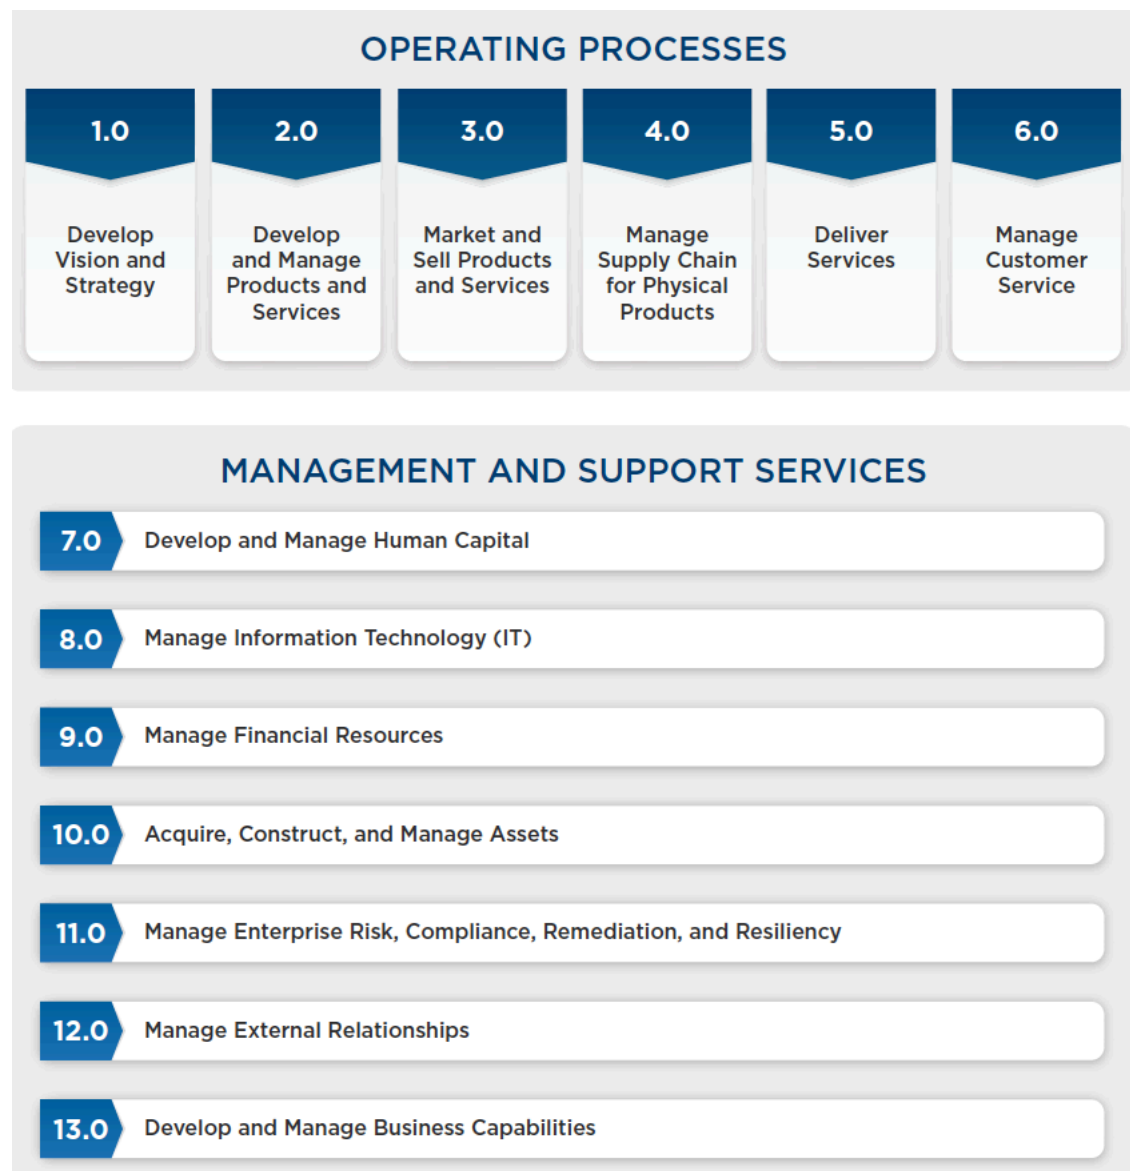 OPERATING PROCESSES
1.0
Develop
Vision and
Strategy
2.0
Develop
and Manage
Products and
Services
3.0
Market and
Sell Products
and Services
4.0
Manage
Supply Chain
for Physical
Products
5.0
Deliver
Services
6.0
Manage
Customer
Service
MANAGEMENT AND SUPPORT SERVICES
7.0 Develop and Manage Human Capital
8.0 Manage Information Technology (IT)
9.0 Manage Financial Resources
10.0 Acquire, Construct, and Manage Assets
11.0 Manage Enterprise Risk, Compliance, Remediation, and Resiliency
12.0 Manage External Relationships
13.0 Develop and Manage Business Capabilities